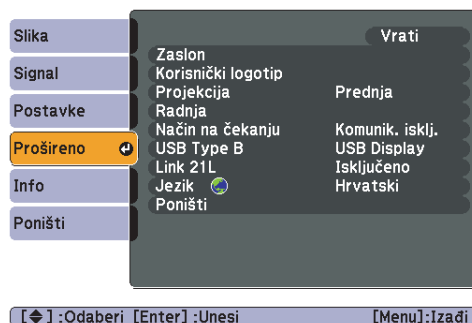 Slika
Signal
Postavke
Prošireno
Info
Poništi
Vrati
Zaslon
Korisnički logotip
Projekcija Prednja
Radnja
Način na čekanju Komunik. isklj.
USB Type B USB Display
Link 21L Isključeno
Jezik Hrvatski
Poništi
[◆] :Odaberi [Enter] :Unesi [Menu]:Izađi